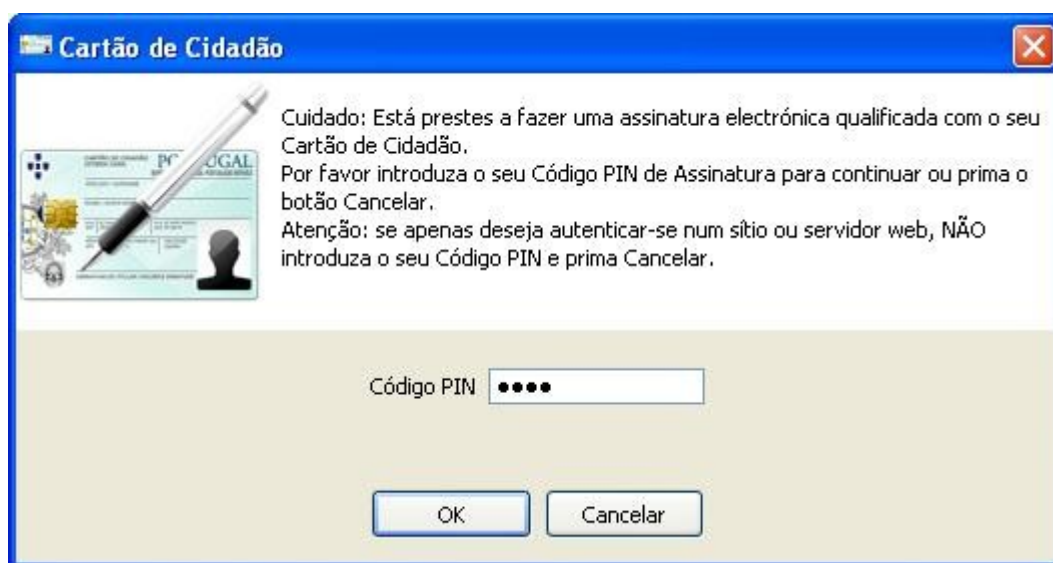 Cartão de Cidadão
Cuidado: Está prestes a fazer uma assinatura electrónica qualificada com o seu
Cartão de Cidadão.
Por favor introduza o seu Código PIN de Assinatura para continuar ou prima o
botão Cancelar.
Atenção: se apenas deseja autenticar-se num sítio ou servidor web, NÃO
introduza o seu Código PIN e prima Cancelar.
Código PIN ●●●●
OK Cancelar